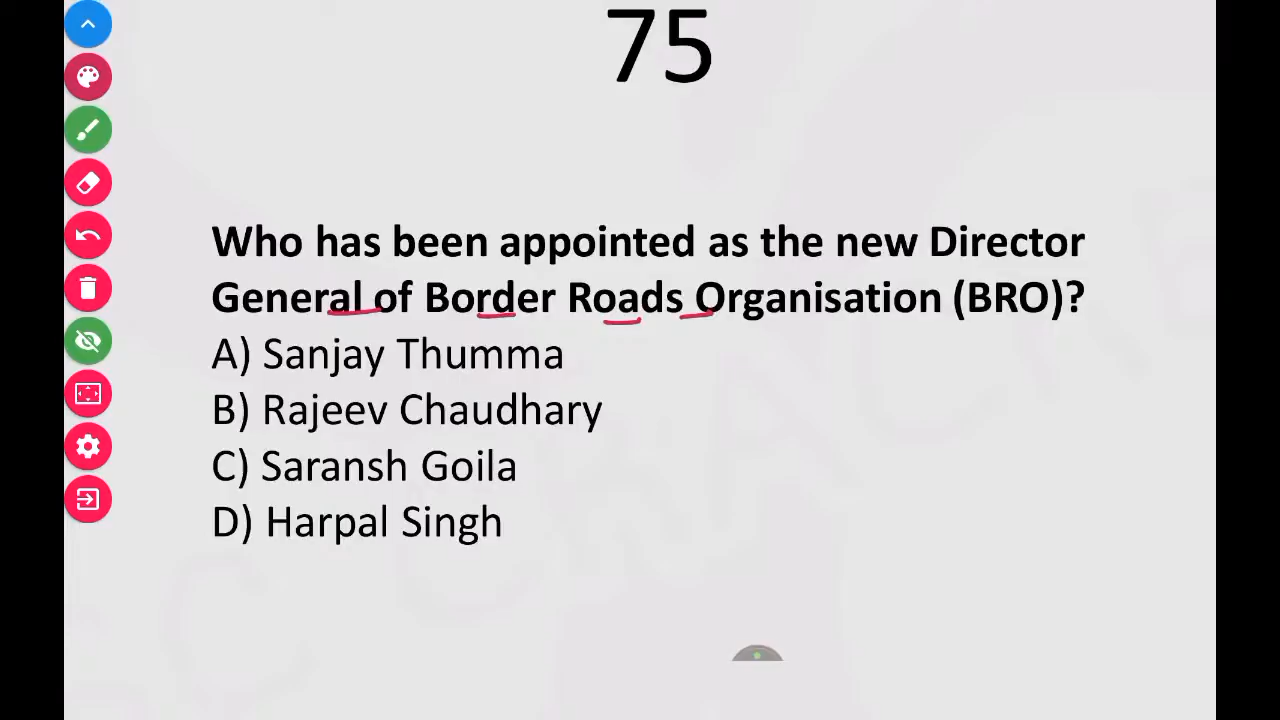 75
Who has been appointed as the new Director
General of Border Roads Organisation (BRO)?
A) Sanjay Thumma
B) Rajeev Chaudhary
C) Saransh Goila
D) Harpal Singh